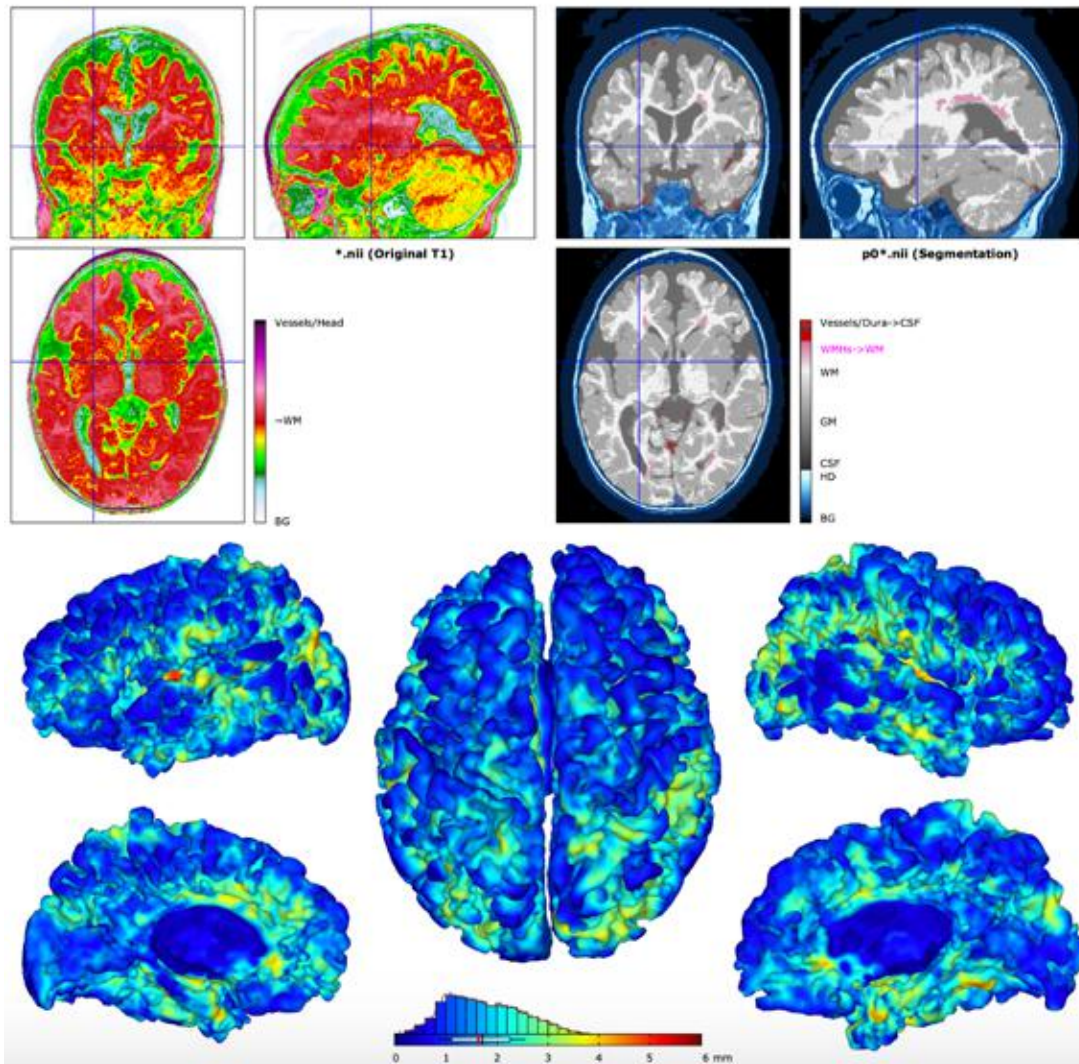 *.nii (Original T1)
p0*.nii (Segmentation)
Vessels/Head
~WM
BG
Vessels/Dura->CSF
WMHs->WM
WM
GM
CSF
HD
BG
0 1 2 3 4 5 6 mm